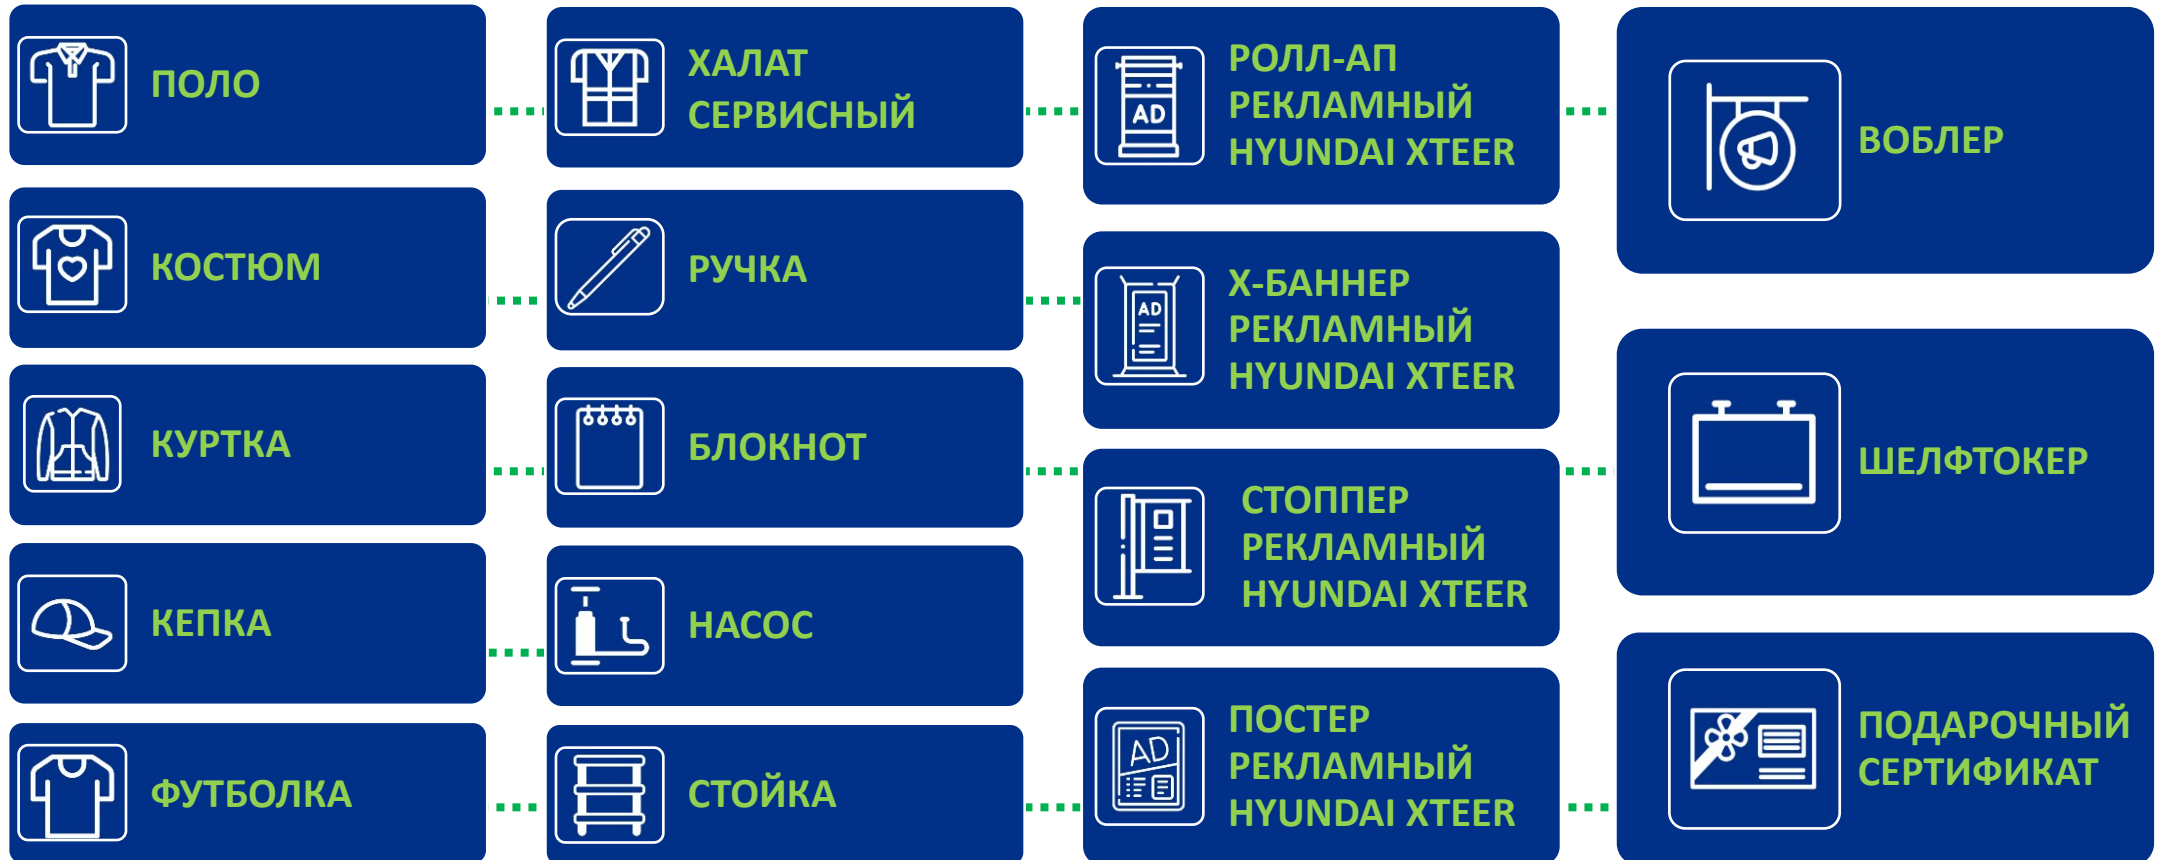 ПОЛО
КОСТЮМ
КУРТКА
КЕПКА
ФУТБОЛКА
ХАЛАТ
СЕРВИСНЫЙ
РУЧКА
БЛОКНОТ
НАСОС
СТОЙКА
AD
РОЛЛ-АП
РЕКЛАМНЫЙ
HYUNDAI XTEER
AD
Х-БАННЕР
РЕКЛАМНЫЙ
HYUNDAI XTEER
СТОППЕР
РЕКЛАМНЫЙ
HYUNDAI XTEER
AD
ПОСТЕР
РЕКЛАМНЫЙ
HYUNDAI XTEER
ВОБЛЕР
ШЕЛФТОКЕР
ПОДАРОЧНЫЙ
СЕРТИФИКАТ